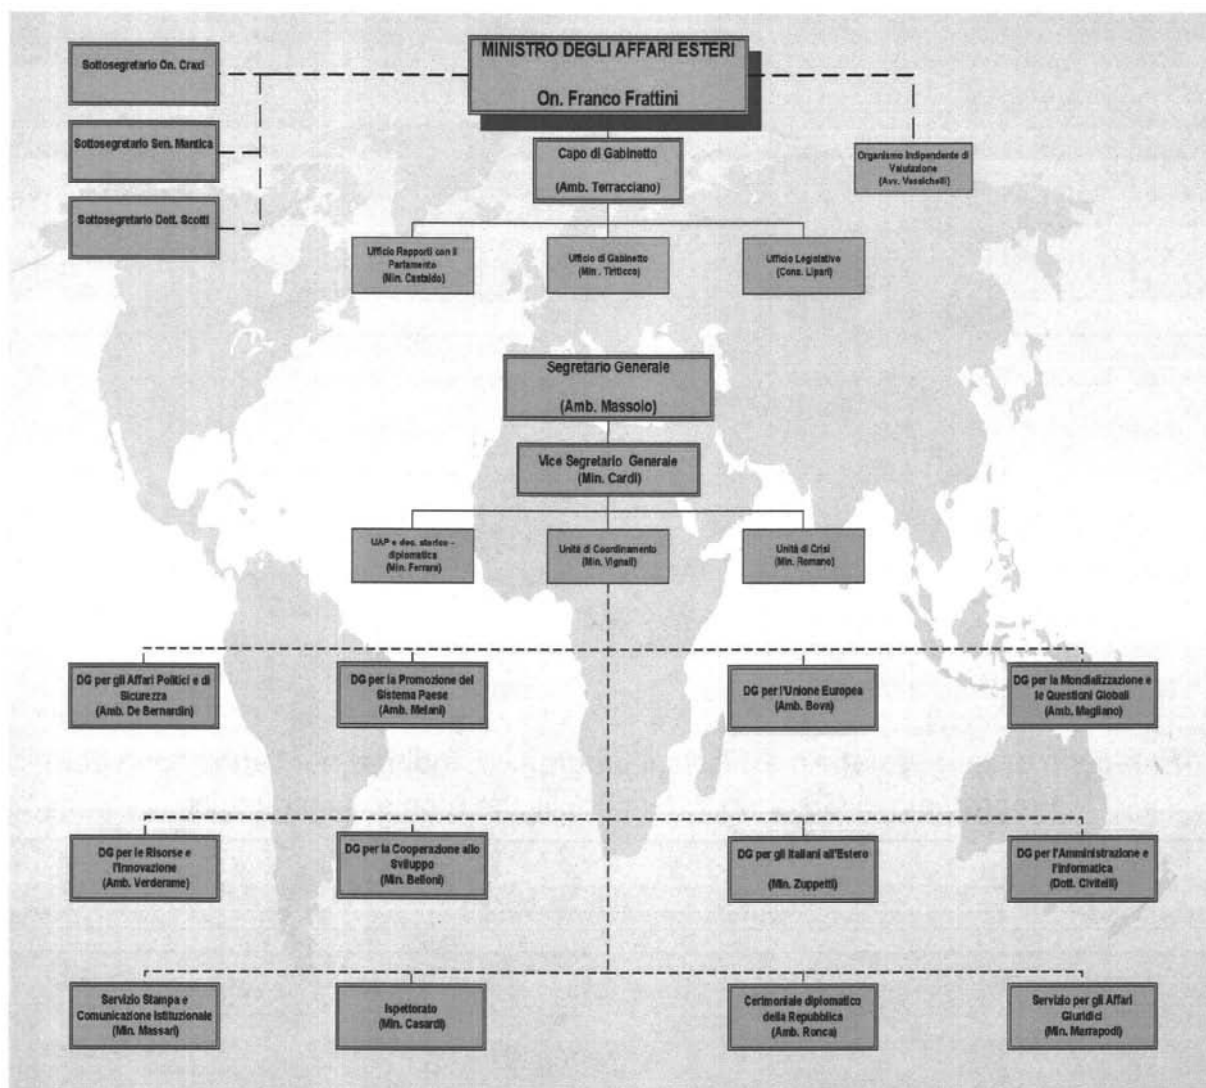 MINISTRO DEGLI AFFARI ESTERI
On. Franco Frattini
Sottosegretario On. Craxi
Sottosegretario Sen. Mantica
Sottosegretario Dott. Scotti
Capo di Gabinetto
(Amb. Terracciano)
Organismo Indipendente di
Valutazione
(Avv. Vessichelli)
Ufficio Rapporti con il
Parlamento
(Min. Castaldo)
Ufficio di Gabinetto
(Min. Tiriticco)
Ufficio Legislativo
(Cons. Lipari)
Segretario Generale
(Amb. Massolo)
Vice Segretario Generale
(Min. Cardi)
UAP e doc. storico -
diplomatica
(Min. Ferrara)
Unità di Coordinamento
(Min. Vignali)
Unità di Crisi
(Min. Romano)
DG per gli Affari Politici e di
Sicurezza
(Amb. De Bernardin)
DG per la Promozione del
Sistema Paese
(Amb. Melani)
DG per l'Unione Europea
(Amb. Bova)
DG per la Mondializzazione e
le Questioni Globali
(Amb. Magliano)
DG per le Risorse e
l'Innovazione
(Amb. Verderame)
DG per la Cooperazione allo
Sviluppo
(Min. Belloni)
DG per gli Italiani all'Estero
(Min. Zuppetti)
DG per l'Amministrazione e
l'Informatica
(Dott. Civitelli)
Servizio Stampa e
Comunicazione Istituzionale
(Min. Massari)
Ispettorato
(Min. Casardi)
Cerimoniale diplomatico
della Repubblica
(Amb. Ronca)
Servizio per gli Affari
Giuridici
(Min. Marrapodi)